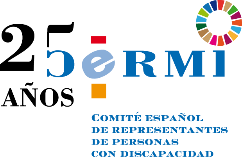 25 cermi
AÑOS
COMITÉ ESPAÑOL
DE REPRESENTANTES
DE PERSONAS
CON DISCAPACIDAD